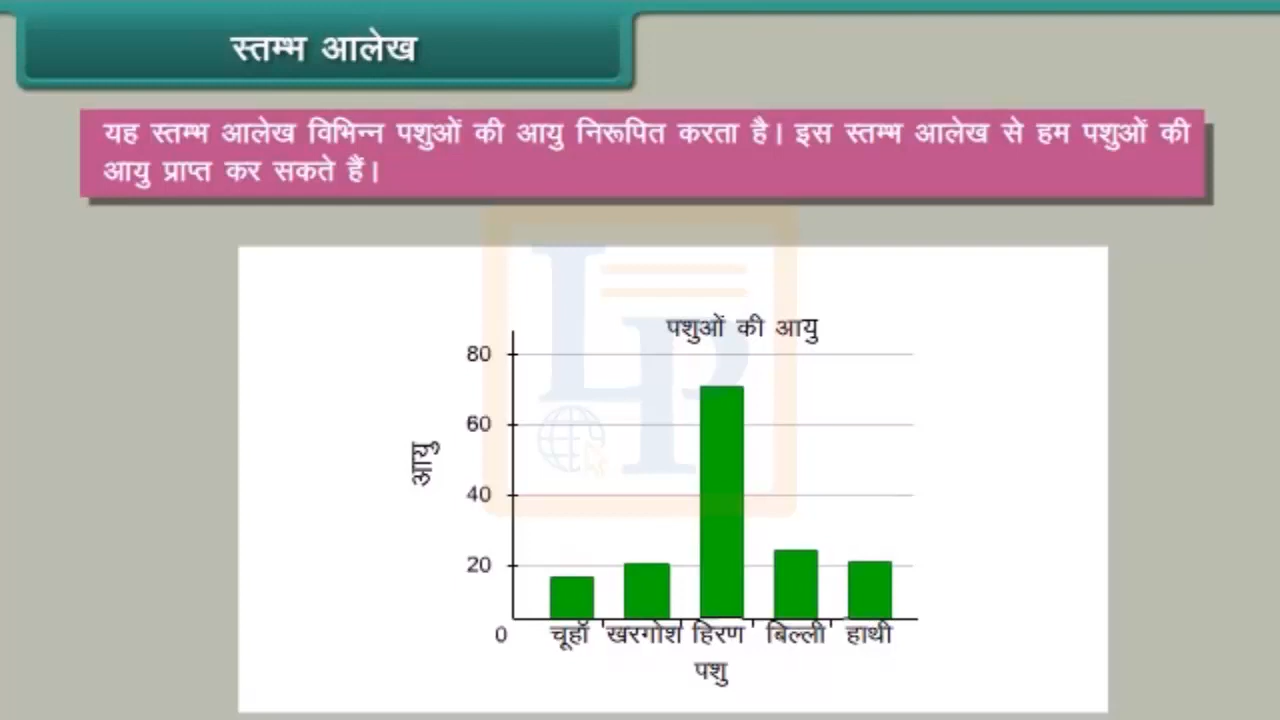 स्तम्भ आलेख
यह स्तम्भ आलेख विभिन्न पशुओं की आयु निरूपित करता है। इस स्तम्भ आलेख से हम पशुओं की
आयु प्राप्त कर सकते हैं।
LP
पशुओं की आयु
80
60
40
20
0
आयु
चूहॉ खरगोश हिरण बिल्ली हाथी
पशु